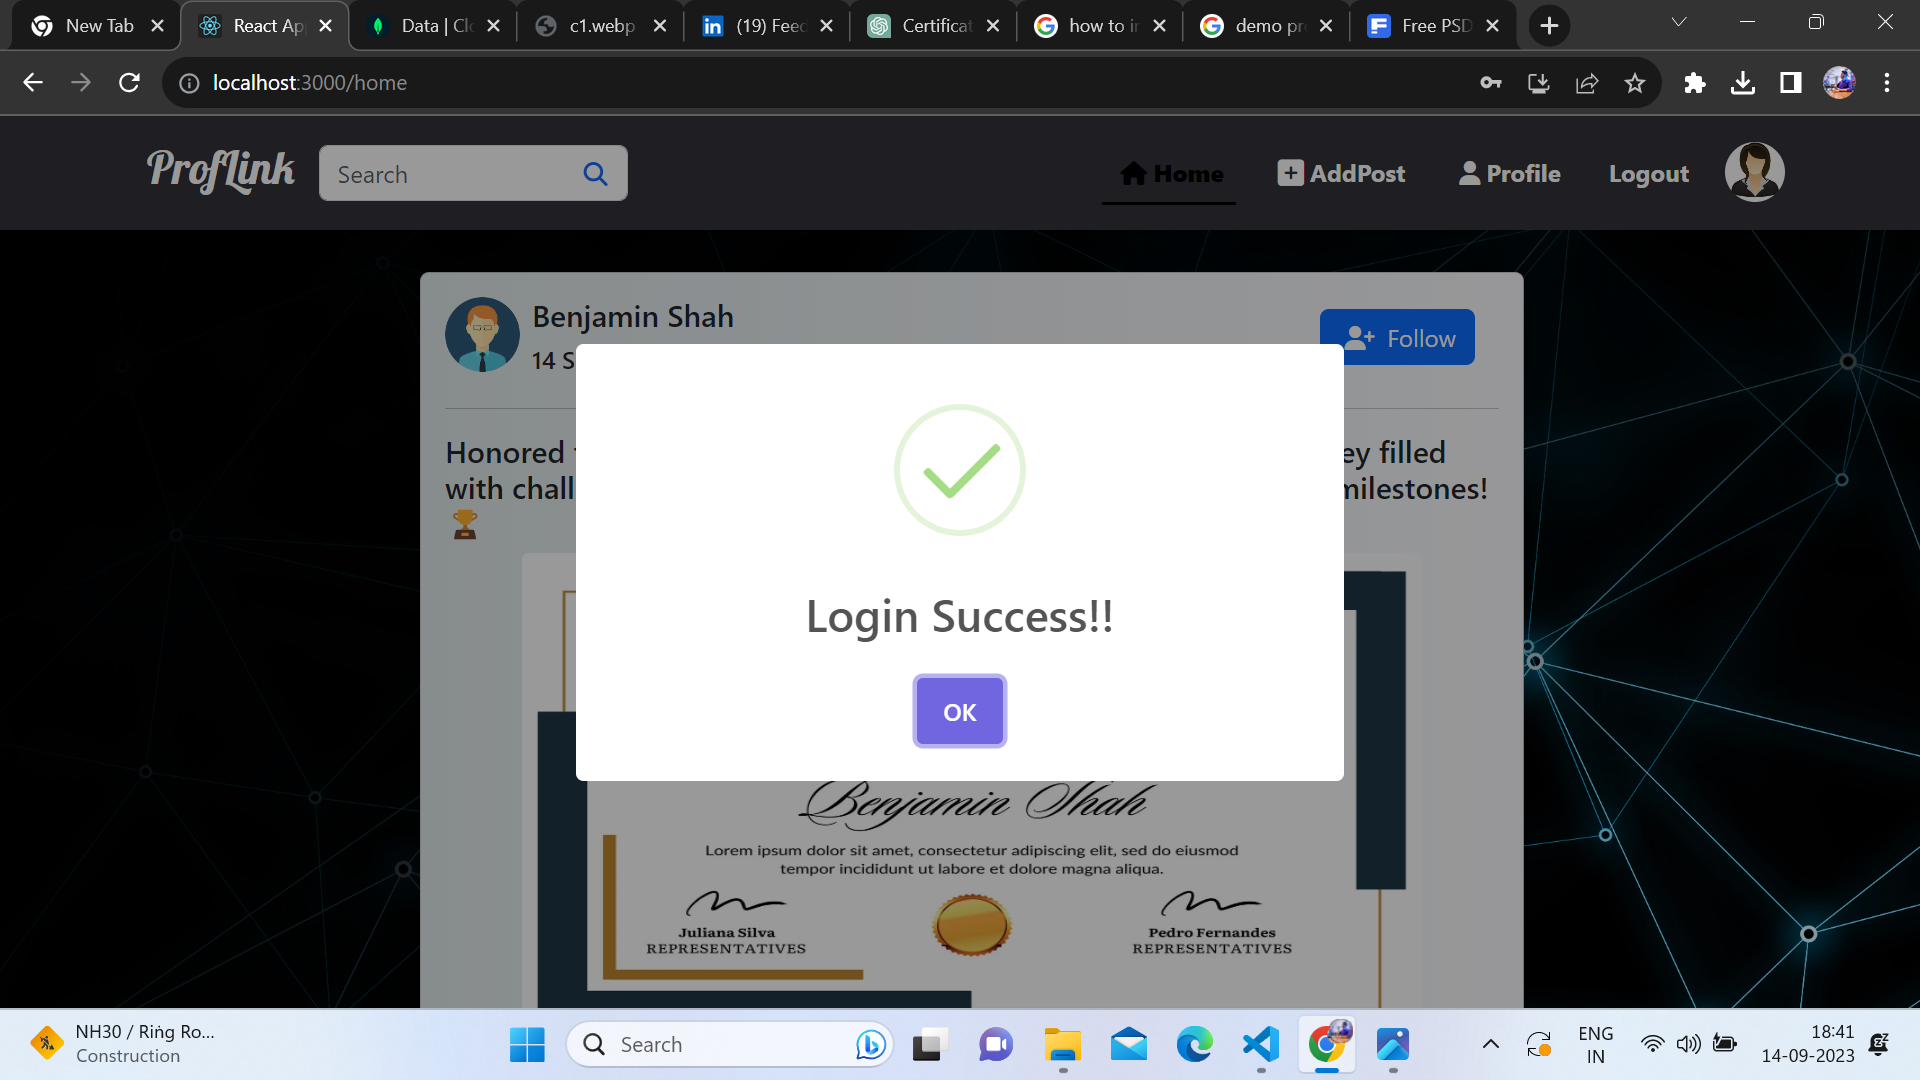 New Tab
React Ap
Data | Cl
c1.webp
(19) Feed
Certificat
how to i
demo pr
Free PSD
localhost:3000/home
ProfLink
Search
Home
AddPost
Profile
Logout
Benjamin Shah
Follow
14 S
Honored
ey filled
with chall
milestones!
Login Success!!
OK
Benjamin Shah
Lorem ipsum dolor sit amet, consectetur adipiscing elit, sed do eiusmod
tempor incididunt ut labore et dolore magna aliqua.
Juliana Silva
REPRESENTATIVES
Pedro Fernandes
REPRESENTATIVES
NH30 / Ring Ro...
Construction
Search
ENG
IN
18:41
14-09-2023